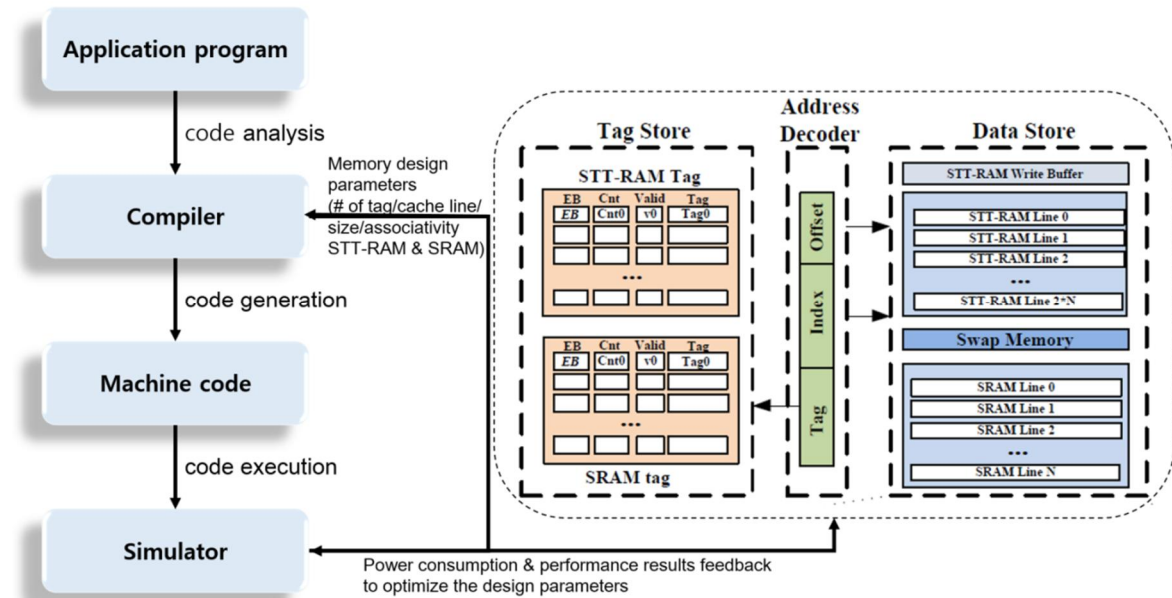 Application program
code analysis
Compiler
code generation
Machine code
code execution
Simulator
Memory design
parameters
(# of tag/cache line/
size/associativity
STT-RAM & SRAM)
Power consumption & performance results feedback
to optimize the design parameters
Tag Store
STT-RAM Tag
EB Cnt Valid Tag
EB Cnt0 v0 Tag0
...
EB Cnt Valid Tag
EB Cnt0 v0 Tag0
...
SRAM tag
Address
Decoder
Offset
Index
Tag
Data Store
STT-RAM Write Buffer
STT-RAM Line 0
STT-RAM Line 1
STT-RAM Line 2
...
STT-RAM Line 2*N
Swap Memory
SRAM Line 0
SRAM Line 1
SRAM Line 2
...
SRAM Line N